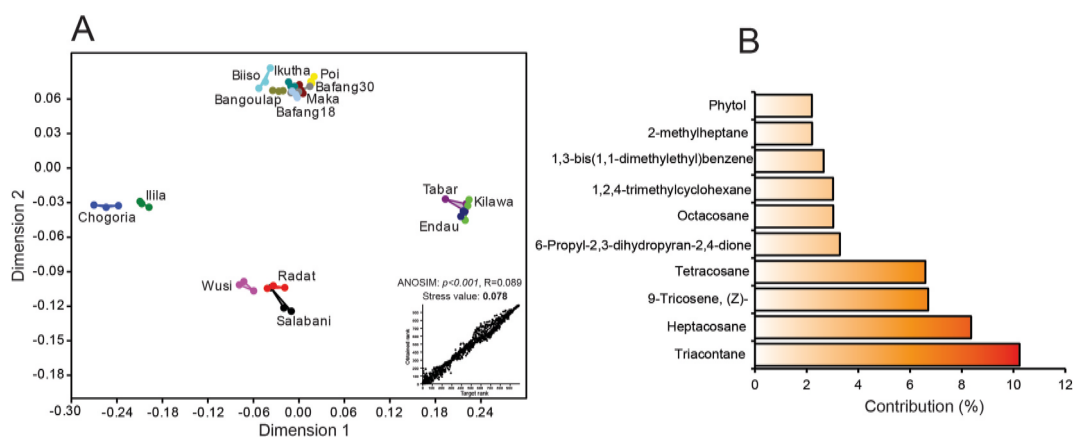 A
Biiso
Ikutha
Poi
Bafang30
Bangoulap
Maka
Bafang18
Ilila
Chogoria
Tabar
Kilawa
Endau
Wusi
Radat
Salabani
ANOSIM: p<0.001, R=0.089
Stress value: 0.078
Obtained rank
Target rank
Dimension 2
0.06
0.03
0.00
-0.03
-0.06
-0.09
-0.12
-0.15
-0.18
-0.30 -0.24 -0.18 -0.12 -0.06 0.00 0.06 0.12 0.18 0.24
Dimension 1
B
Phytol
2-methylheptane
1,3-bis(1,1-dimethylethyl)benzene
1,2,4-trimethylcyclohexane
Octacosane
6-Propyl-2,3-dihydropyran-2,4-dione
Tetracosane
9-Tricosene, (Z)-
Heptacosane
Triacontane
0 2 4 6 8 10 12
Contribution (%)